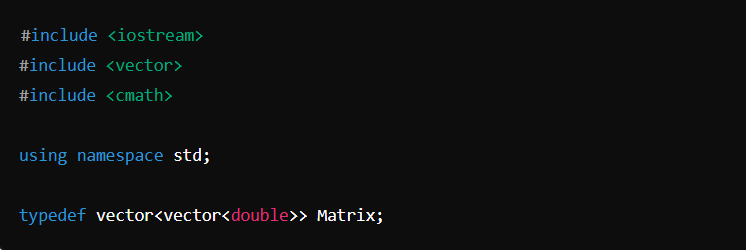 #include <iostream>
#include <vector>
#include <cmath>
using namespace std;
typedef vector<vector<double>> Matrix;